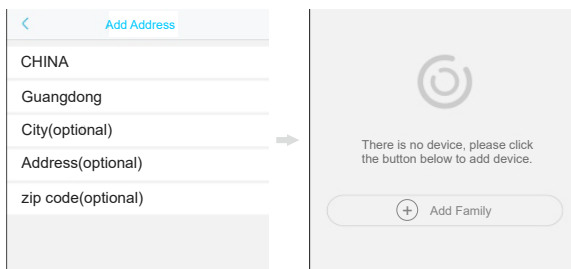 Add Address
CHINA
Guangdong
City(optional)
Address(optional)
zip code(optional)
There is no device, please click
the button below to add device.
Add Family